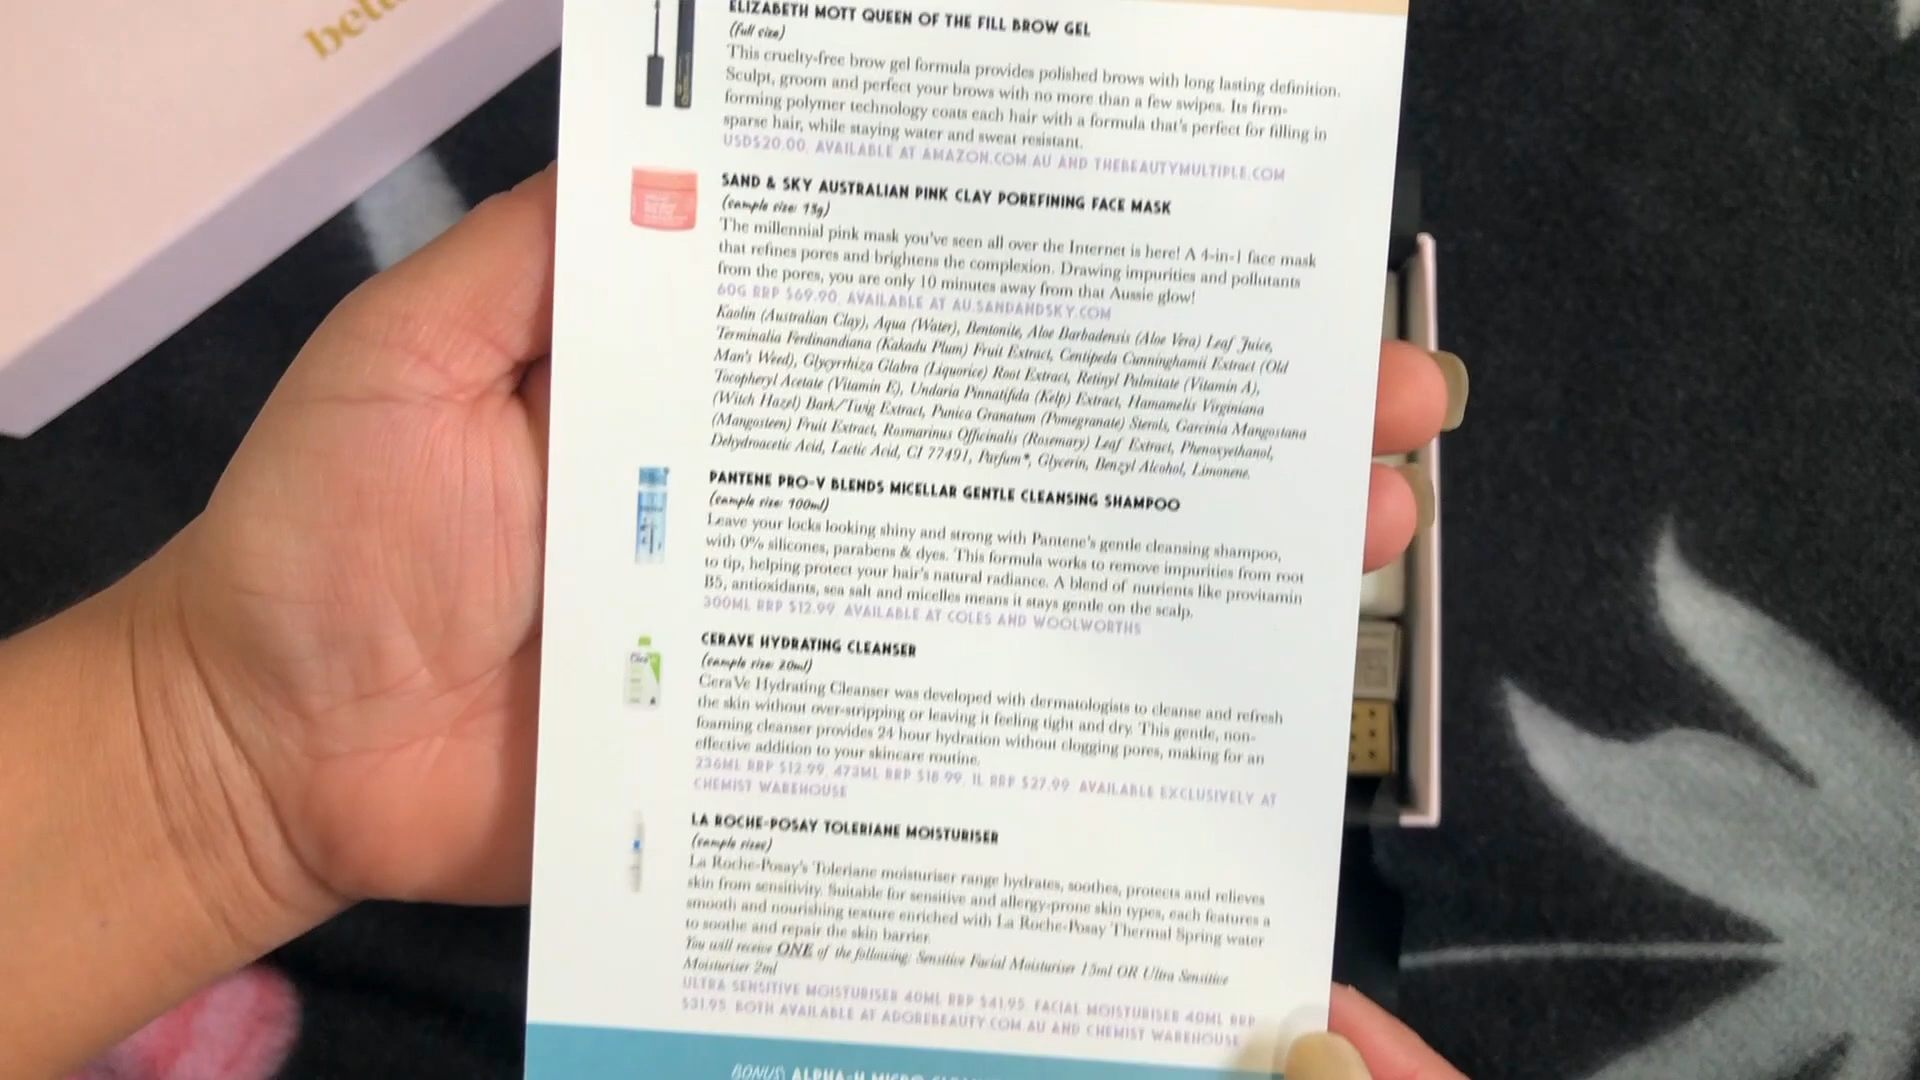 ELIZABETH MOTT QUEEN OF THE FILL BROW GEL
(full size)
This cruelty-free brow gel formula provides polished brows with long lasting definition.
Sculpt, groom and perfect your brows with no more than a few swipes. Its firm-
forming polymer technology coats each hair with a formula that's perfect for filling in
sparse hair, while staying water and sweat resistant.
USD$20.00, AVAILABLE AT AMAZON.COM.AU AND THEBEAUTYMULTIPLE.COM
SAND & SKY AUSTRALIAN PINK CLAY POREFINING FACE MASK
(sample size: 15g)
The millennial pink mask you've seen all over the Internet is here! A 4-in-1 face mask
that refines pores and brightens the complexion. Drawing impurities and pollutants
from the pores, you are only 10 minutes away from that Aussie glow!
60G RRP $69.90, AVAILABLE AT AU.SANDANDSKY.COM
Kaolin (Australian Clay), Aqua (Water), Bentonite, Aloe Barbadensis (Aloe Vera) Leaf Juice,
Terminalia Ferdinandiana (Kakadu Plum) Fruit Extract, Centipeda Cunninghamii Extract (Old
Man's Weed), Glycyrrhiza Glabra (Liquorice) Root Extract, Retinyl Palmitate (Vitamin A),
Tocopheryl Acetate (Vitamin E), Undaria Pinnatifida (Kelp) Extract, Hamamelis Virginiana
(Witch Hazel) Bark/Twig Extract, Punica Granatum (Pomegranate) Sterols, Garcinia Mangostana
(Mangosteen) Fruit Extract, Rosmarinus Officinalis (Rosemary) Leaf Extract, Phenoxyethanol,
Dehydroacetic Acid, Lactic Acid, CI 77491, Parfum*, Glycerin, Benzyl Alcohol, Limonene.
PANTENE PRO-V BLENDS MICELLAR GENTLE CLEANSING SHAMPOO
(sample size: 100ml)
Leave your locks looking shiny and strong with Pantene's gentle cleansing shampoo,
with 0% silicones, parabens & dyes. This formula works to remove impurities from root
to tip, helping protect your hair's natural radiance. A blend of nutrients like provitamin
B5, antioxidants, sea salt and micelles means it stays gentle on the scalp.
300ML RRP $12.99 AVAILABLE AT COLES AND WOOLWORTHS
CERAVE HYDRATING CLEANSER
(sample size: 20ml)
CeraVe Hydrating Cleanser was developed with dermatologists to cleanse and refresh
the skin without over-stripping or leaving it feeling tight and dry. This gentle, non-
foaming cleanser provides 24 hour hydration without clogging pores, making for an
effective addition to your skincare routine.
236ML RRP $12.99, 473ML RRP $18.99, 1L RRP $27.99 AVAILABLE EXCLUSIVELY AT
CHEMIST WAREHOUSE
LA ROCHE-POSAY TOLERIANE MOISTURISER
(sample sizes)
La Roche-Posay's Toleriane moisturiser range hydrates, soothes, protects and relieves
skin from sensitivity. Suitable for sensitive and allergy-prone skin types, each features a
smooth and nourishing texture enriched with La Roche-Posay Thermal Spring water
to soothe and repair the skin barrier.
You will receive ONE of the following: Sensitive Facial Moisturiser 15ml OR Ultra Sensitive
Moisturiser 2ml
ULTRA SENSITIVE MOISTURISER 40ML RRP $41.95 FACIAL MOISTURISER 40ML RRP
$31.95 BOTH AVAILABLE AT ADOREBEAUTY.COM.AU AND CHEMIST WAREHOUSE
BONUS: ALPHA-H MICRO